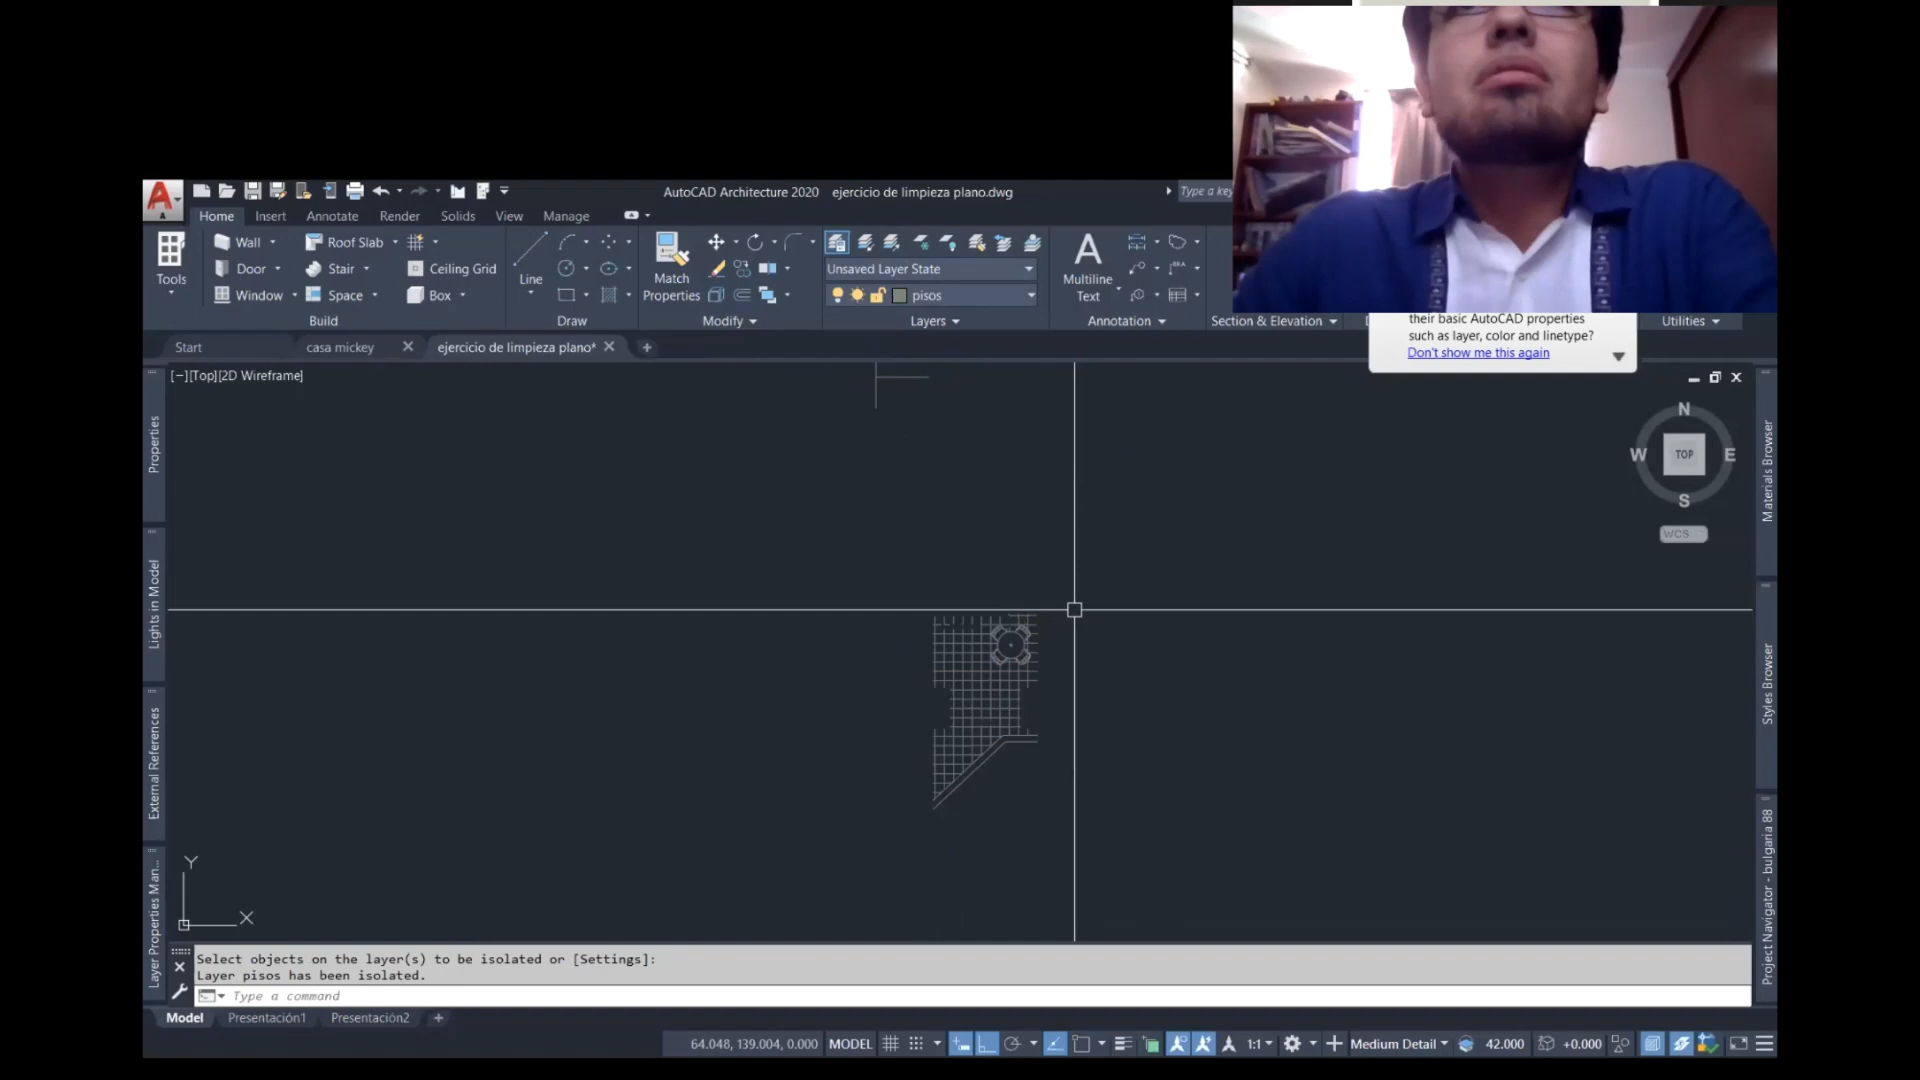 AutoCAD Architecture 2020 ejercicio de limpieza plano.dwg
Type a key
Home Insert Annotate Render Solids View Manage
Tools
Wall
Door
Window
Roof Slab
Stair
Space
Ceiling Grid
Box
Build
Line
Draw
Match
Properties
Modify
Unsaved Layer State
pisos
Layers
A
Multiline
Text
Annotation
Section & Elevation
Utilities
their basic AutoCAD properties
such as layer, color and linetype?
Don't show me this again
Start casa mickey ejercicio de limpieza plano*
[−][Top][2D Wireframe]
N
W TOP E
S
WCS
Properties
Lights in Model
External References
Layer Properties Man...
Materials Browser
Styles Browser
Project Navigator - bulgaria 88
Y
X
Select objects on the layer(s) to be isolated or [Settings]:
Layer pisos has been isolated.
Type a command
Model Presentación1 Presentación2
64.048, 139.004, 0.000 MODEL 1:1 Medium Detail 42.000 +0.000